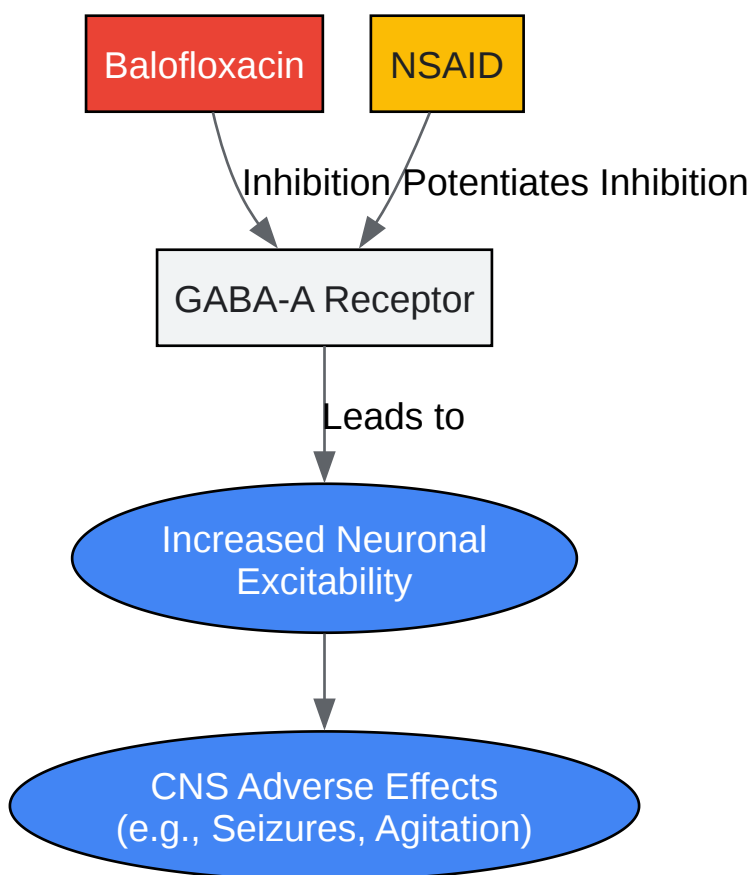 Balofloxacin
NSAID
Inhibition
Potentiates Inhibition
GABA-A Receptor
Leads to
Increased Neuronal
Excitability
CNS Adverse Effects
(e.g., Seizures, Agitation)